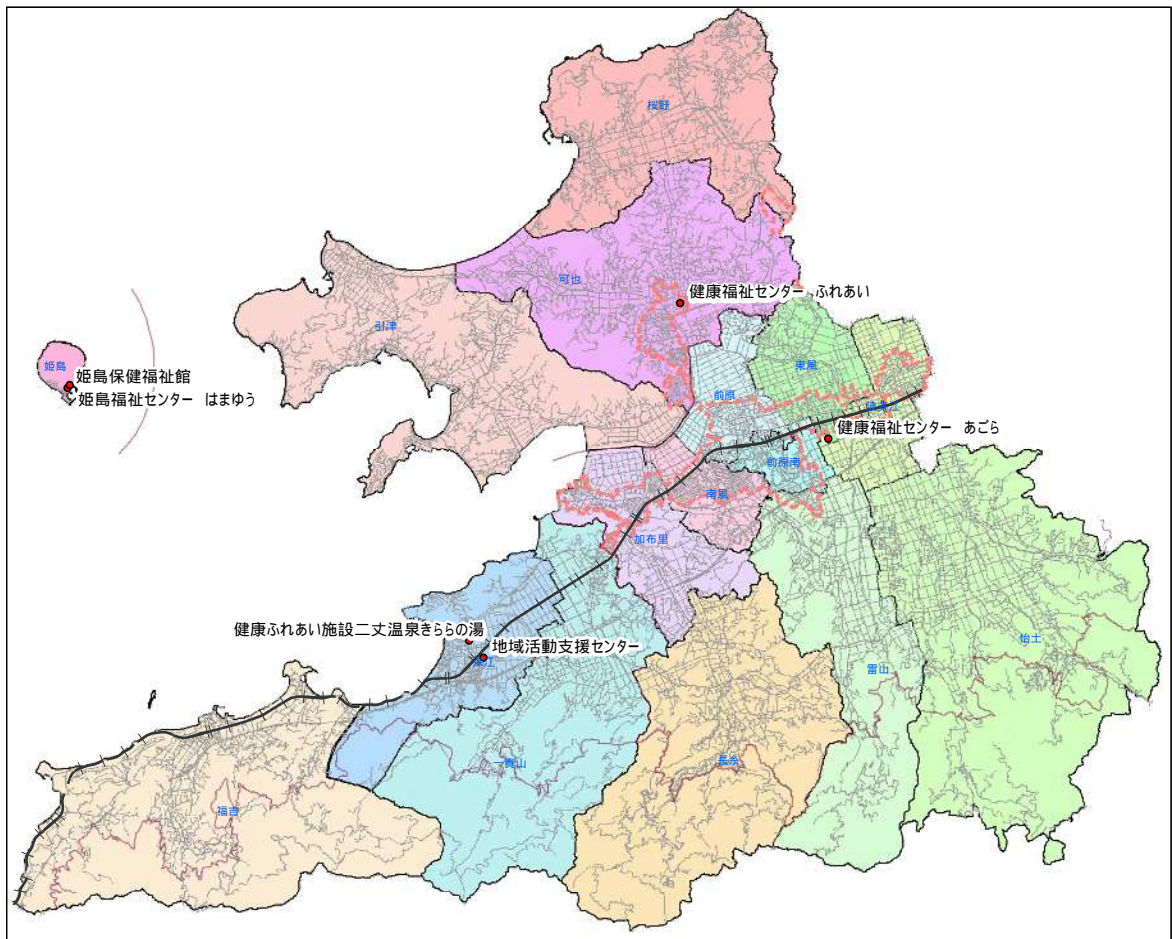 桜野
可也
健康福祉センター ふれあい
引津
姫島
姫島保健福祉館
姫島福祉センター はまゆう
東風
前原
波多江
健康福祉センター あごら
前原南
南風
加布里
健康ふれあい施設二丈温泉きららの湯
地域活動支援センター
深江
怡土
雷山
一貴山
長糸
福吉